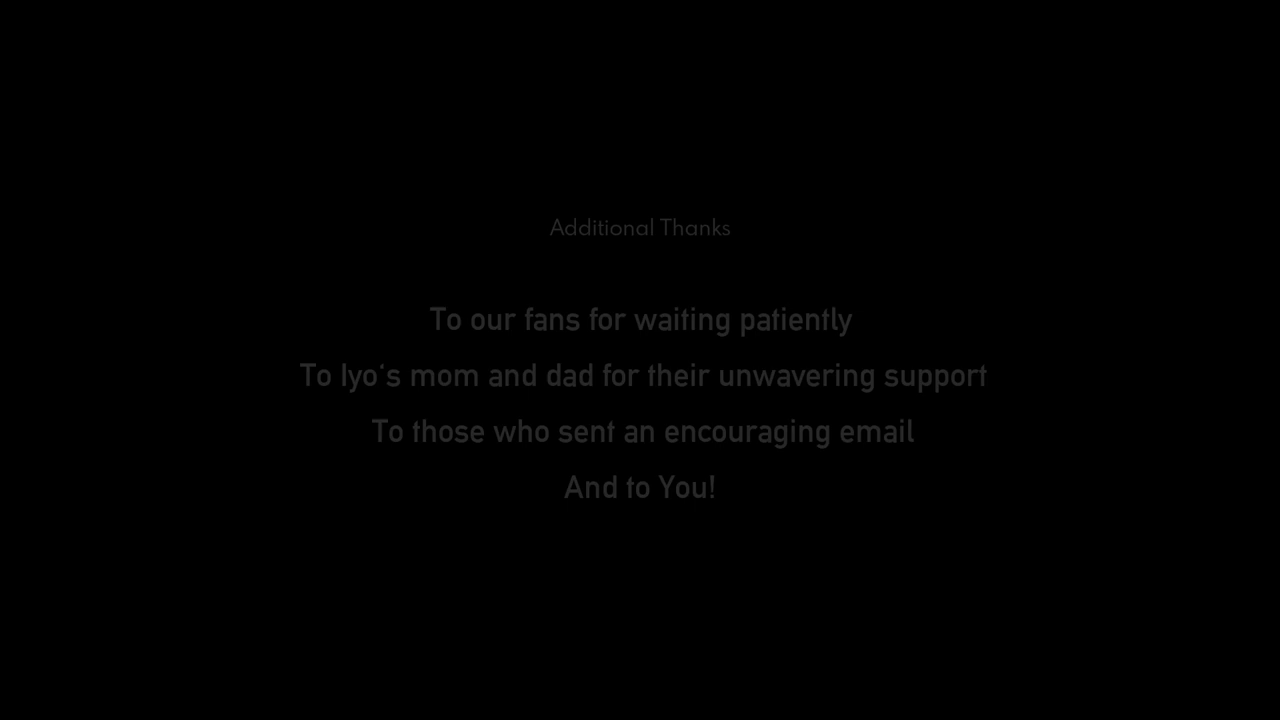 Additional Thanks
To our fans for waiting patiently
To Iyo's mom and dad for their unwavering support
To those who sent an encouraging email
And to You!